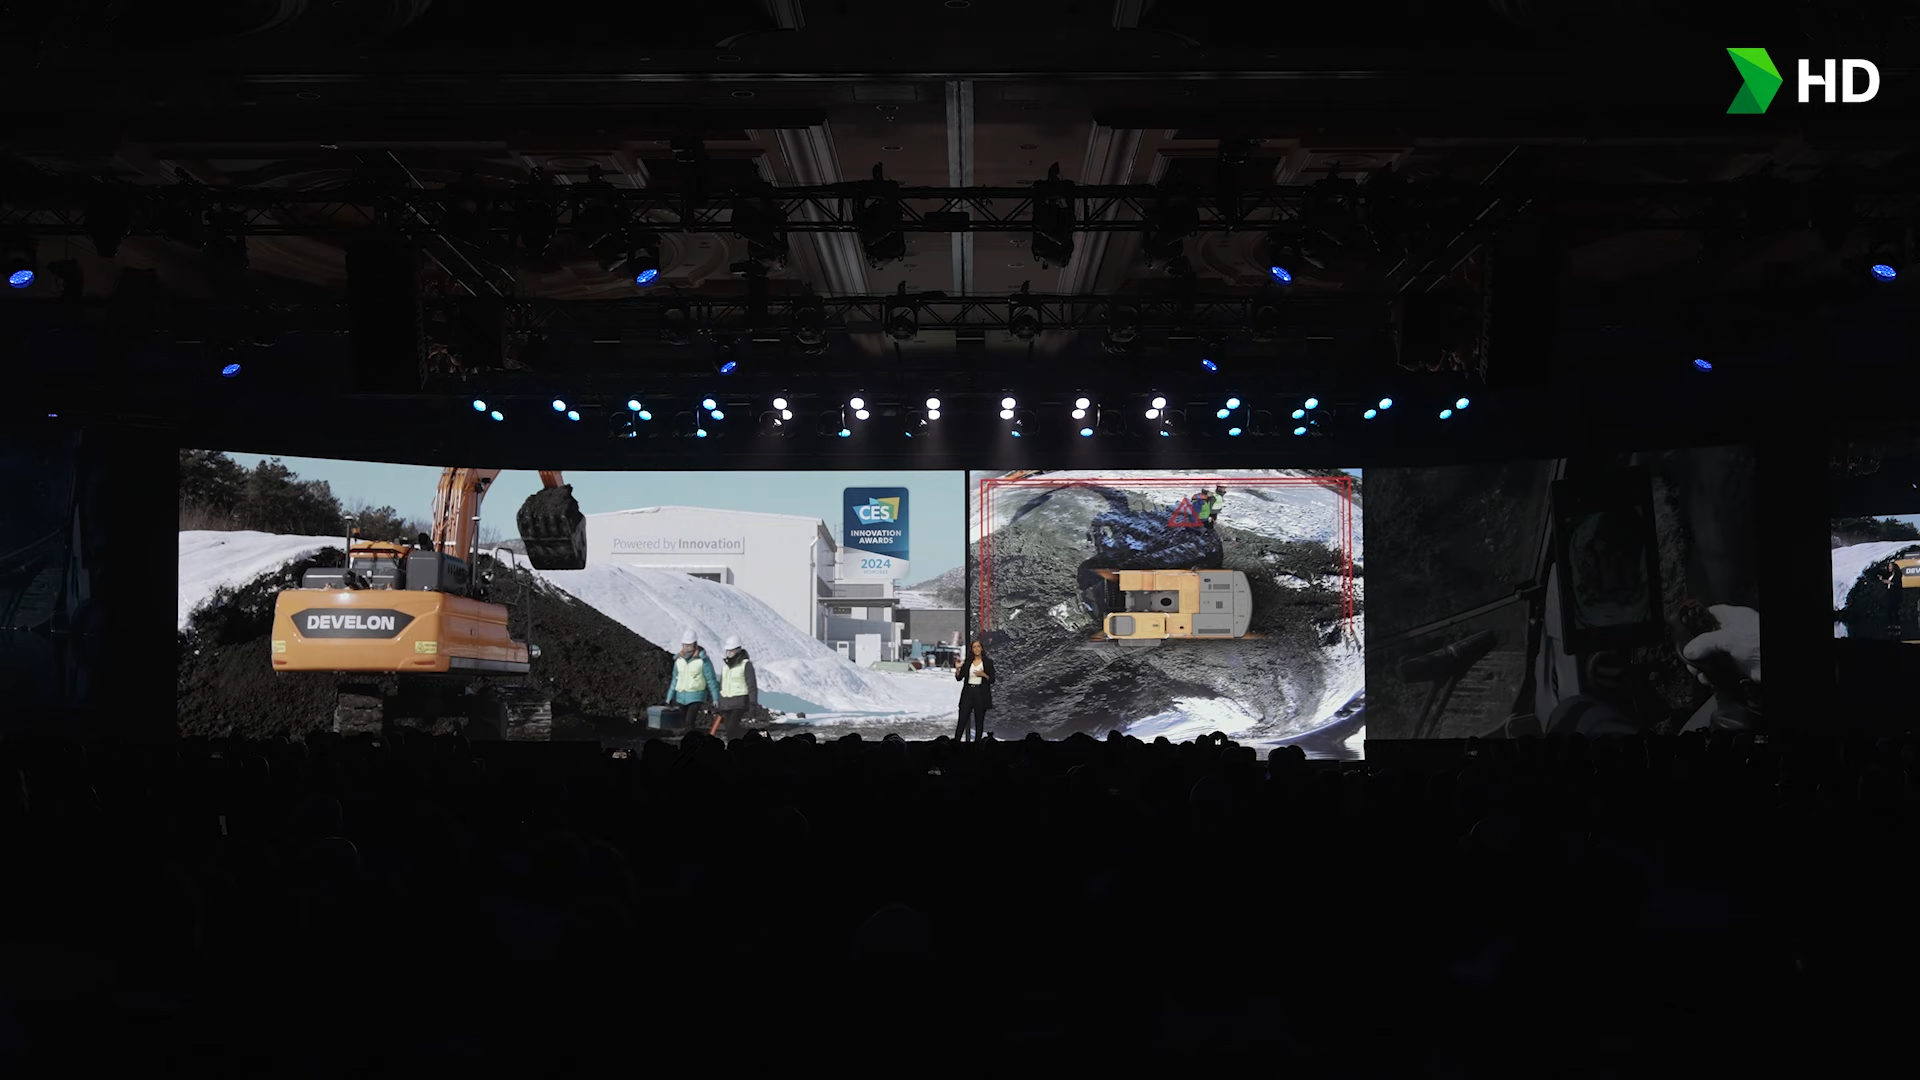 HD
CES
INNOVATION
AWARDS
2024
Powered by Innovation
DEVELON